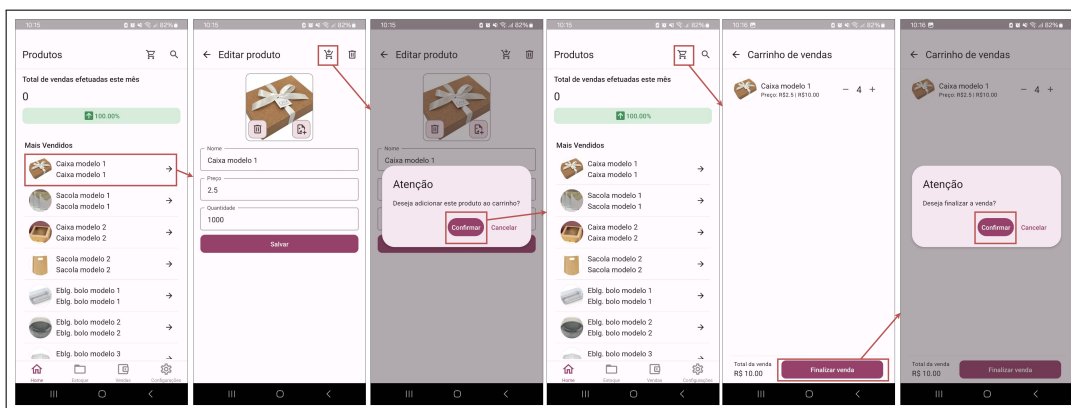 10:15
82%
Produtos
Total de vendas efetuadas este mês
0
100.00%
Mais Vendidos
Caixa modelo 1
Caixa modelo 1
Sacola modelo 1
Sacola modelo 1
Caixa modelo 2
Caixa modelo 2
Sacola modelo 2
Sacola modelo 2
Eblg. bolo modelo 1
Eblg. bolo modelo 1
Eblg. bolo modelo 2
Eblg. bolo modelo 2
Eblg. bolo modelo 3
Home Estoque Vendas Configurações
10:15
82%
Editar produto
Nome
Caixa modelo 1
Preço
2.5
Quantidade
1000
Salvar
10:15
82%
Editar produto
Nome
Caixa modelo 1
Atenção
Deseja adicionar este produto ao carrinho?
Confirmar Cancelar
10:15
82%
Produtos
Total de vendas efetuadas este mês
0
100.00%
Mais Vendidos
Caixa modelo 1
Caixa modelo 1
Sacola modelo 1
Sacola modelo 1
Caixa modelo 2
Caixa modelo 2
Sacola modelo 2
Sacola modelo 2
Eblg. bolo modelo 1
Eblg. bolo modelo 1
Eblg. bolo modelo 2
Eblg. bolo modelo 2
Eblg. bolo modelo 3
Home Estoque Vendas Configurações
10:16
82%
Carrinho de vendas
Caixa modelo 1
Preço: R$2.5 | R$10.00
− 4 +
Total da venda
R$ 10.00
Finalizar venda
10:16
82%
Carrinho de vendas
Caixa modelo 1
Preço: R$2.5 | R$10.00
− 4 +
Atenção
Deseja finalizar a venda?
Confirmar Cancelar
Total da venda
R$ 10.00
Finalizar venda